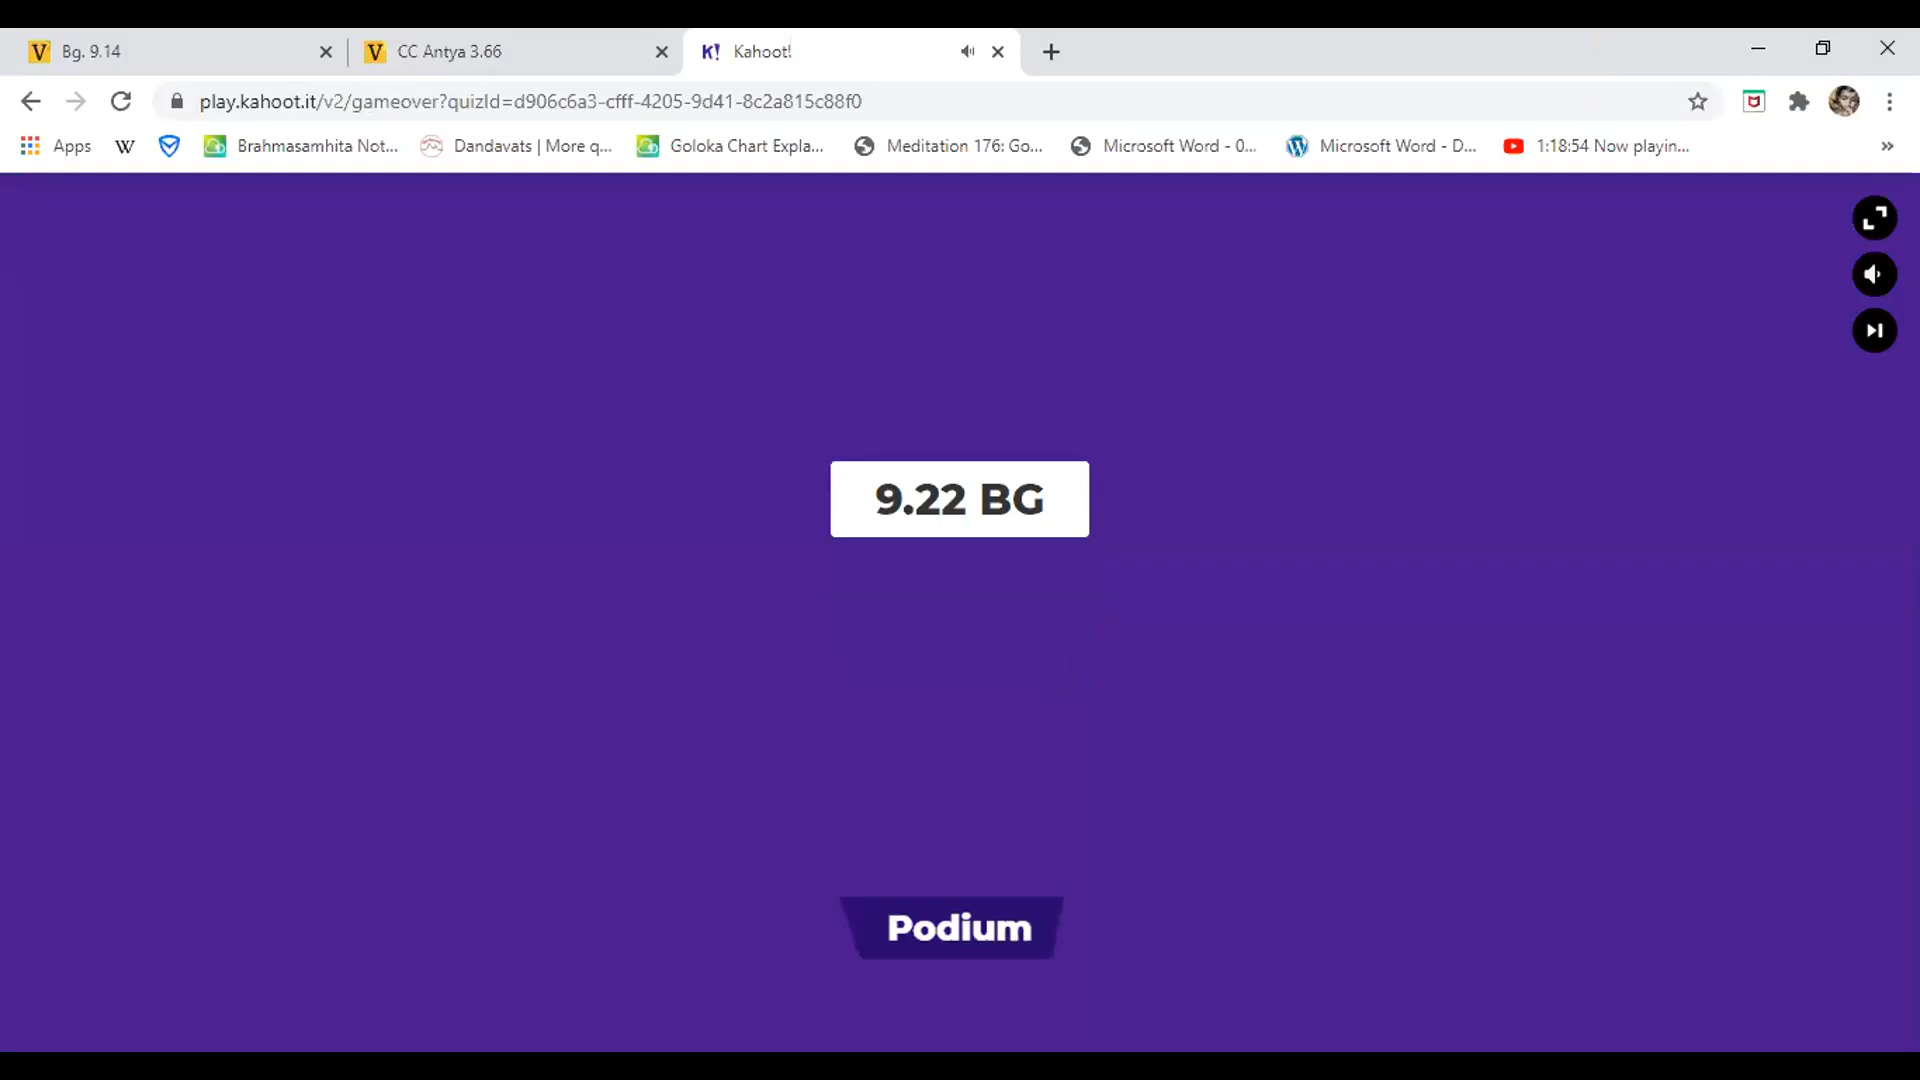 Bg. 9.14
CC Antya 3.66
K! Kahoot!
play.kahoot.it/v2/gameover?quizId=d906c6a3-cfff-4205-9d41-8c2a815c88f0
Apps W Brahmasamhita Not... Dandavats | More q... Goloka Chart Expla... Meditation 176: Go... Microsoft Word - 0... Microsoft Word - D... 1:18:54 Now playin...
9.22 BG
Podium